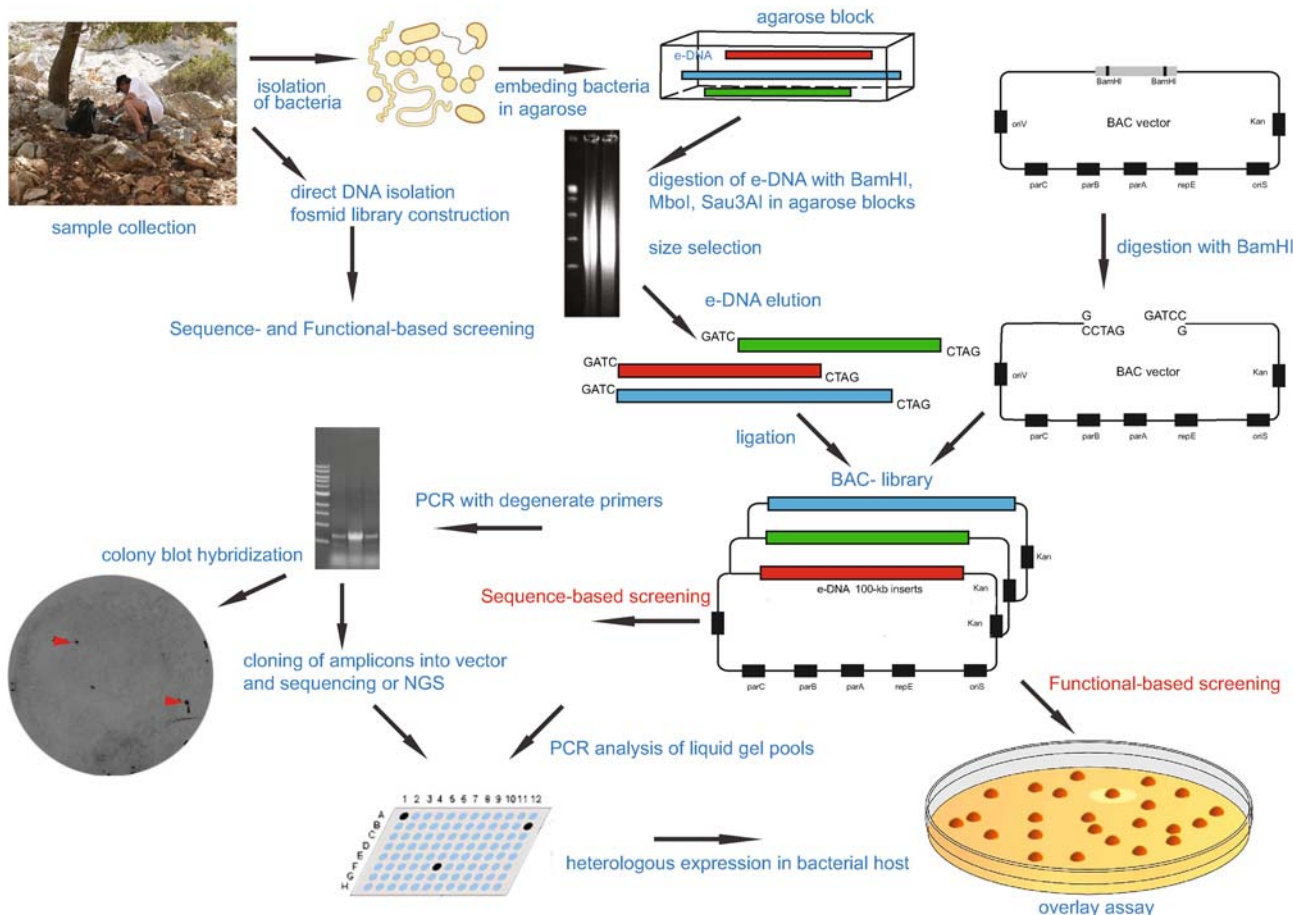 agarose block
e-DNA
isolation
of bacteria
embeding bacteria
in agarose
BamHI
BamHI
oriV
BAC vector
Kan
parC
parB
parA
repE
oriS
direct DNA isolation
fosmid library construction
sample collection
digestion of e-DNA with BamHI,
MboI, Sau3AI in agarose blocks
size selection
digestion with BamHI
e-DNA elution
Sequence- and Functional-based screening
GATC
CTAG
GATC
CTAG
GATC
CTAG
G
CCTAG
GATCC
G
oriV
BAC vector
Kan
parC
parB
parA
repE
oriS
ligation
BAC- library
PCR with degenerate primers
colony blot hybridization
Kan
Kan
Kan
e-DNA 100-kb inserts
Sequence-based screening
parC
parB
parA
repE
oriS
cloning of amplicons into vector
and sequencing or NGS
Functional-based screening
PCR analysis of liquid gel pools
1 2 3 4 5 6 7 8 9 10 11 12
A
B
C
D
E
F
G
H
heterologous expression in bacterial host
overlay assay